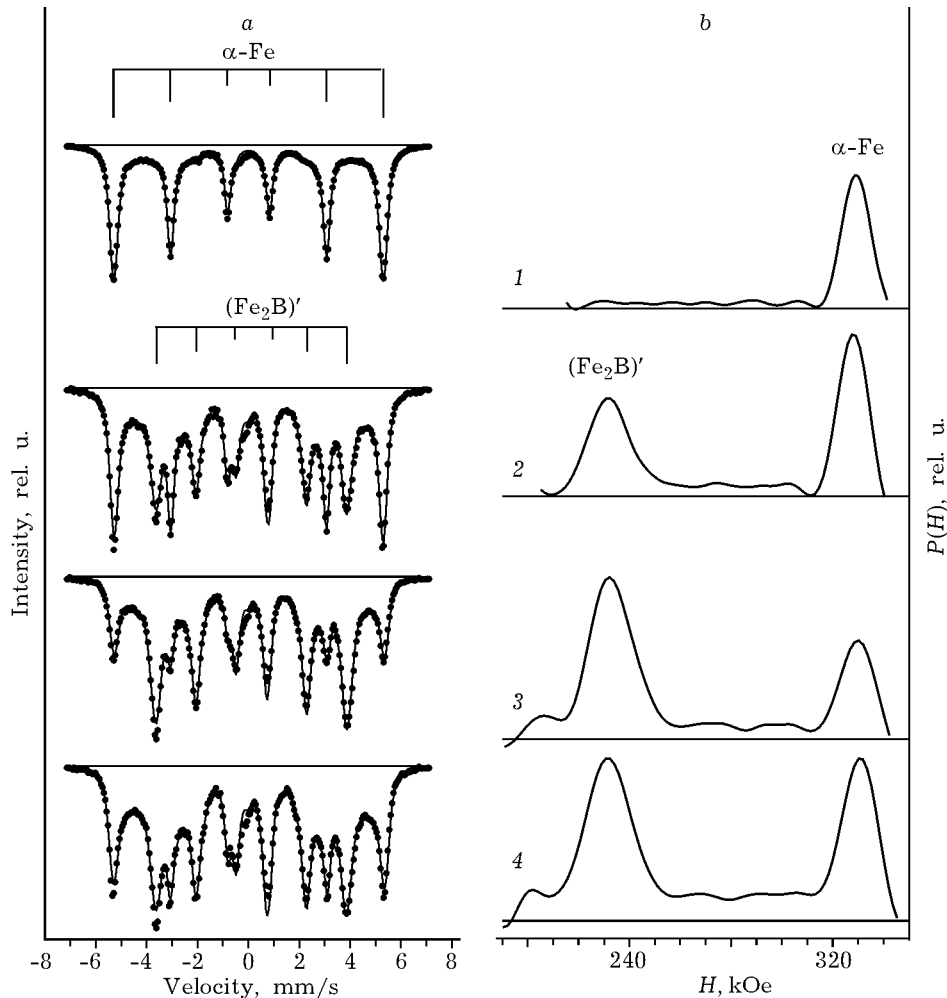 a
α-Fe
(Fe₂B)′
Intensity, rel. u.
-8 -6 -4 -2 0 2 4 6 8
Velocity, mm/s
b
α-Fe
1
(Fe₂B)′
2
3
4
P(H), rel. u.
240 320
H, kOe